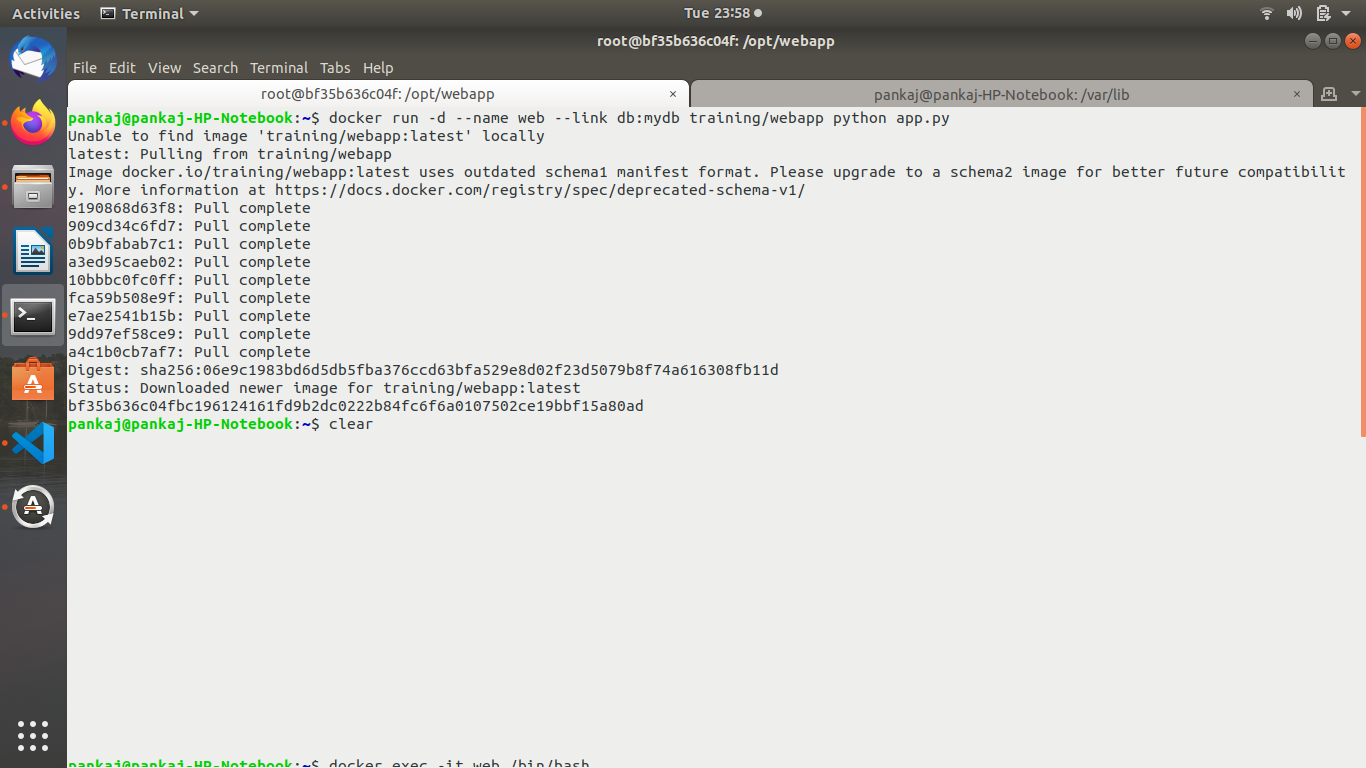 Activities Terminal Tue 23:58
root@bf35b636c04f: /opt/webapp
File Edit View Search Terminal Tabs Help
root@bf35b636c04f: /opt/webapp × pankaj@pankaj-HP-Notebook: /var/lib ×
pankaj@pankaj-HP-Notebook:~$ docker run -d --name web --link db:mydb training/webapp python app.py
Unable to find image 'training/webapp:latest' locally
latest: Pulling from training/webapp
Image docker.io/training/webapp:latest uses outdated schema1 manifest format. Please upgrade to a schema2 image for better future compatibilit
y. More information at https://docs.docker.com/registry/spec/deprecated-schema-v1/
e190868d63f8: Pull complete
909cd34c6fd7: Pull complete
0b9bfabab7c1: Pull complete
a3ed95caeb02: Pull complete
10bbbc0fc0ff: Pull complete
fca59b508e9f: Pull complete
e7ae2541b15b: Pull complete
9dd97ef58ce9: Pull complete
a4c1b0cb7af7: Pull complete
Digest: sha256:06e9c1983bd6d5db5fba376ccd63bfa529e8d02f23d5079b8f74a616308fb11d
Status: Downloaded newer image for training/webapp:latest
bf35b636c04fbc196124161fd9b2dc0222b84fc6f6a0107502ce19bbf15a80ad
pankaj@pankaj-HP-Notebook:~$ clear
pankaj@pankaj-HP-Notebook:~$ docker exec -it web /bin/bash